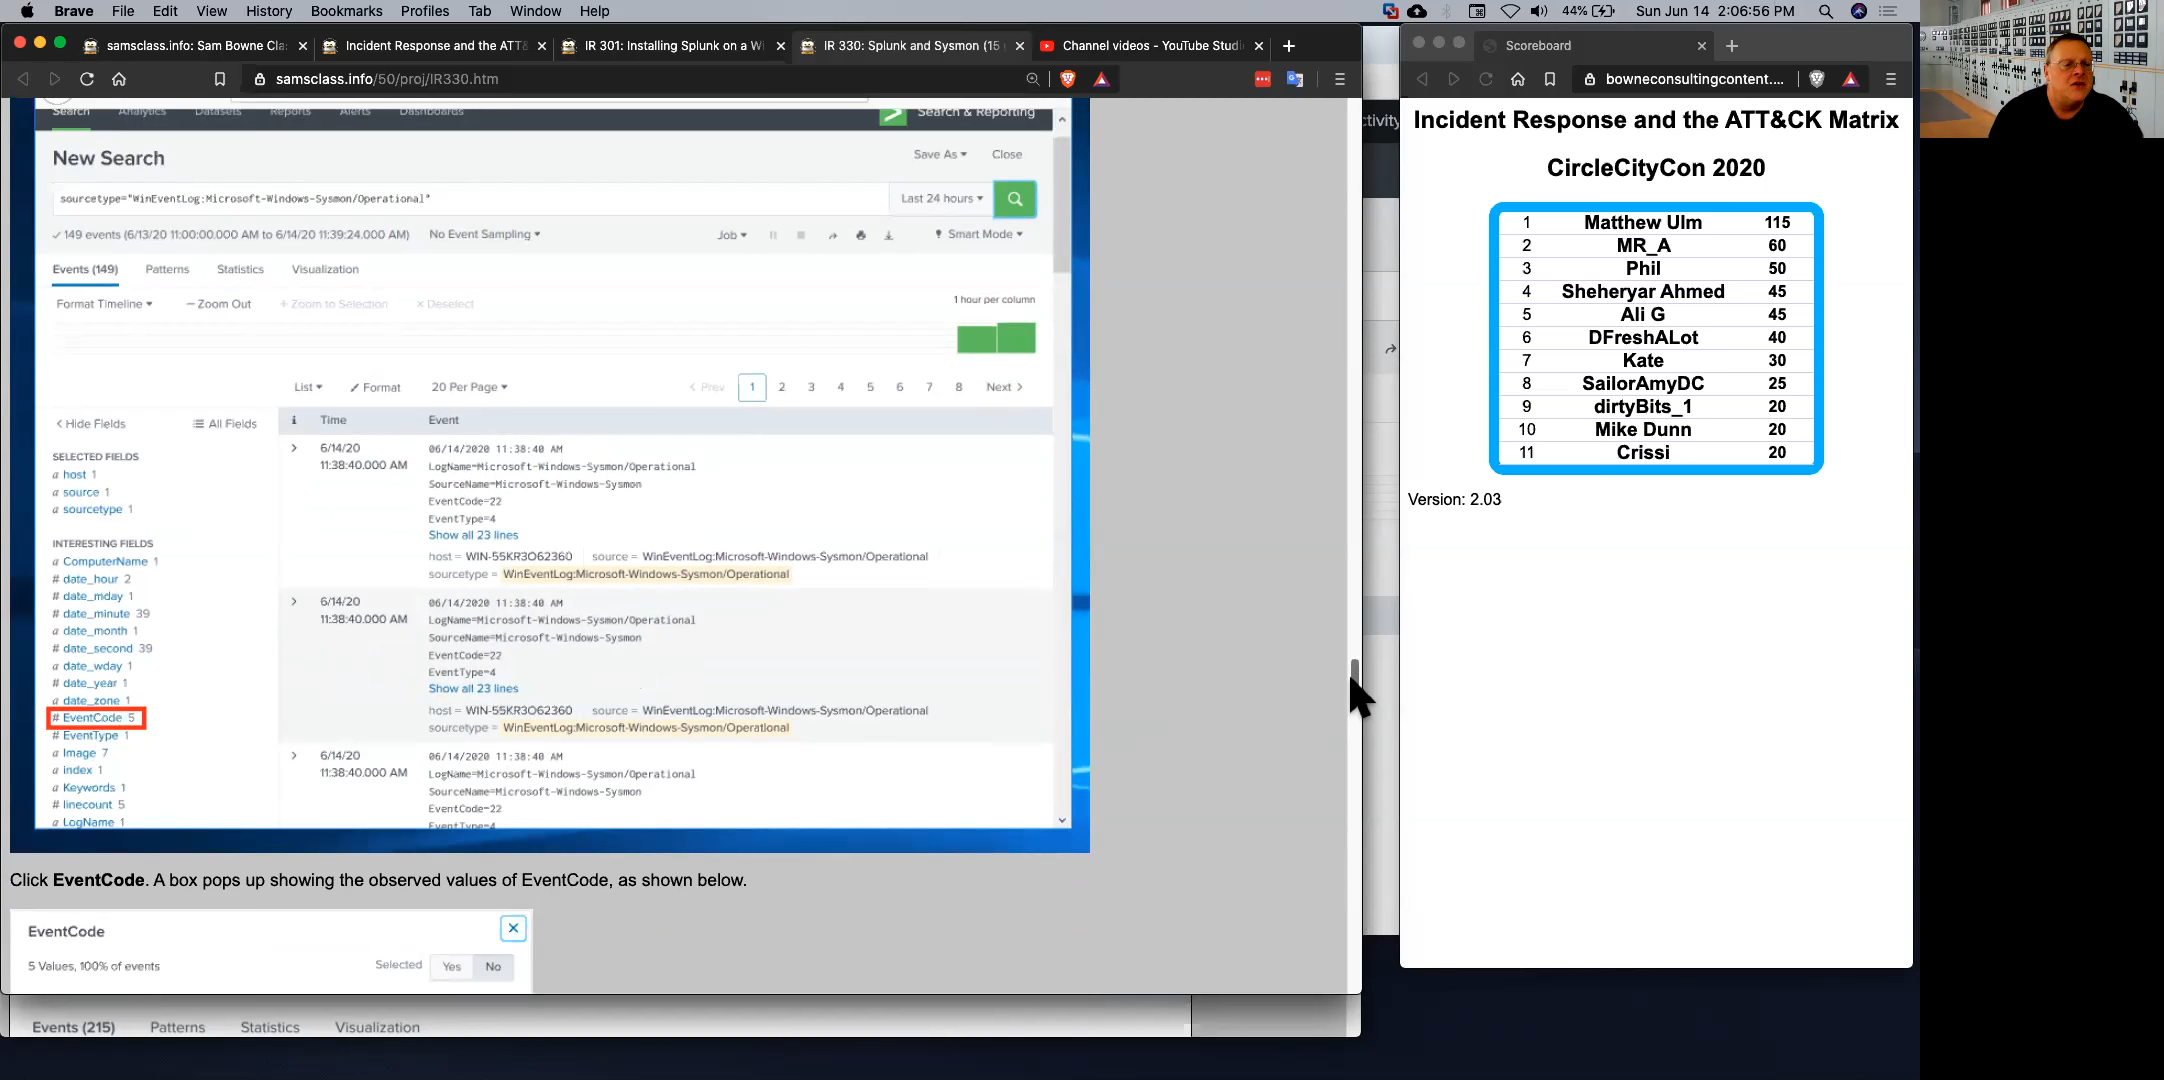 Brave File Edit View History Bookmarks Profiles Tab Window Help
44% Sun Jun 14 2:06:56 PM
samsclass.info: Sam Bowne Cla
Incident Response and the ATT&
IR 301: Installing Splunk on a W
IR 330: Splunk and Sysmon (15
Channel videos - YouTube Studi
samsclass.info/50/proj/IR330.htm
Search Analytics Datasets Reports Alerts Dashboards
Search & Reporting
New Search
Save As Close
sourcetype="WinEventLog:Microsoft-Windows-Sysmon/Operational"
Last 24 hours
149 events (6/13/20 11:00:00.000 AM to 6/14/20 11:39:24.000 AM) No Event Sampling
Job Smart Mode
Events (149) Patterns Statistics Visualization
Format Timeline − Zoom Out + Zoom to Selection × Deselect
1 hour per column
List Format 20 Per Page
< Prev 1 2 3 4 5 6 7 8 Next >
< Hide Fields All Fields
i Time Event
SELECTED FIELDS
a host 1
a source 1
a sourcetype 1
INTERESTING FIELDS
a ComputerName 1
# date_hour 2
# date_mday 1
# date_minute 39
a date_month 1
# date_second 39
a date_wday 1
# date_year 1
a date_zone 1
# EventCode 5
# EventType 1
a Image 7
a index 1
a Keywords 1
# linecount 5
a LogName 1
> 6/14/20
11:38:40.000 AM
06/14/2020 11:38:40 AM
LogName=Microsoft-Windows-Sysmon/Operational
SourceName=Microsoft-Windows-Sysmon
EventCode=22
EventType=4
Show all 23 lines
host = WIN-55KR3O62360 source = WinEventLog:Microsoft-Windows-Sysmon/Operational
sourcetype = WinEventLog:Microsoft-Windows-Sysmon/Operational
> 6/14/20
11:38:40.000 AM
06/14/2020 11:38:40 AM
LogName=Microsoft-Windows-Sysmon/Operational
SourceName=Microsoft-Windows-Sysmon
EventCode=22
EventType=4
Show all 23 lines
host = WIN-55KR3O62360 source = WinEventLog:Microsoft-Windows-Sysmon/Operational
sourcetype = WinEventLog:Microsoft-Windows-Sysmon/Operational
> 6/14/20
11:38:40.000 AM
06/14/2020 11:38:40 AM
LogName=Microsoft-Windows-Sysmon/Operational
SourceName=Microsoft-Windows-Sysmon
EventCode=22
EventType=4
Click EventCode. A box pops up showing the observed values of EventCode, as shown below.
EventCode
5 Values, 100% of events
Selected Yes No
Events (215) Patterns Statistics Visualization
ctivity
Scoreboard
bowneconsultingcontent....
Incident Response and the ATT&CK Matrix
CircleCityCon 2020
1 Matthew Ulm 115
2 MR_A 60
3 Phil 50
4 Sheheryar Ahmed 45
5 Ali G 45
6 DFreshALot 40
7 Kate 30
8 SailorAmyDC 25
9 dirtyBits_1 20
10 Mike Dunn 20
11 Crissi 20
Version: 2.03